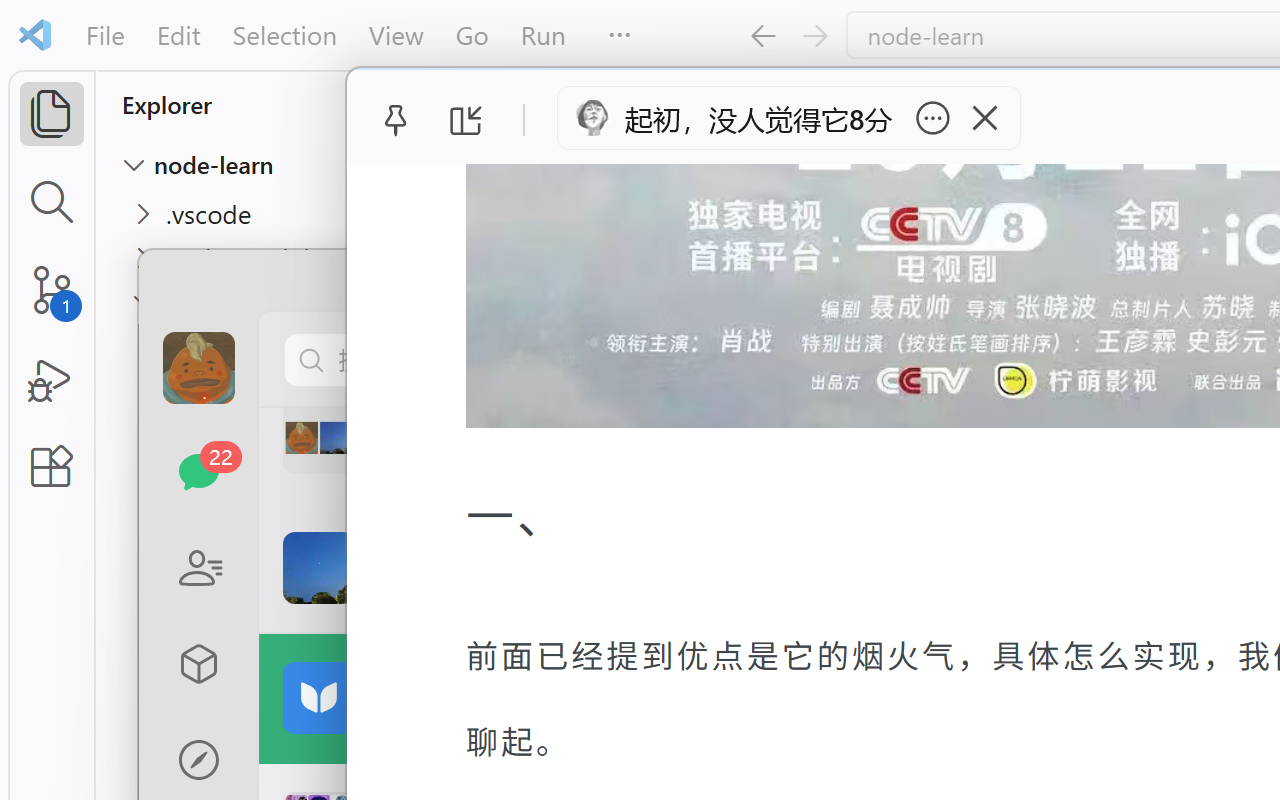 File Edit Selection View Go Run ···
node-learn
Explorer
node-learn
.vscode
1
起初，没人觉得它8分
22
独家电视
首播平台：
CCTV 8
电视剧
全网
独播：
编剧 聂成帅 导演 张晓波 总制片人 苏晓
领衔主演： 肖战 特别出演（按姓氏笔画排序）: 王彦霖 史彭元
出品方 CCTV 柠萌影视 联合出品
一、
前面已经提到优点是它的烟火气，具体怎么实现，我
聊起。